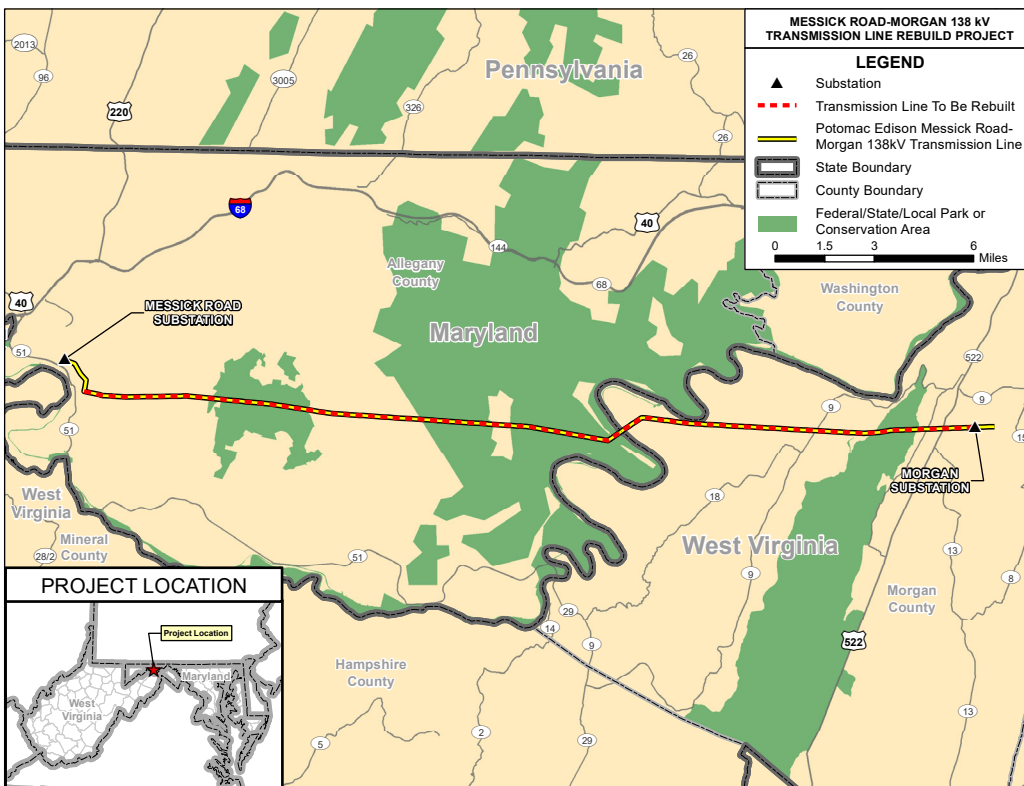 MESSICK ROAD-MORGAN 138 kV
TRANSMISSION LINE REBUILD PROJECT
LEGEND
Substation
Transmission Line To Be Rebuilt
Potomac Edison Messick Road-
Morgan 138kV Transmission Line
State Boundary
County Boundary
Federal/State/Local Park or
Conservation Area
0 1.5 3 6
Miles
2013
96
220
3005
326
Pennsylvania
26
26
68
40
144
68
Allegany
County
Maryland
Washington
County
40
MESSICK ROAD
SUBSTATION
51
51
522
9
9
MORGAN
SUBSTATION
West
Virginia
Mineral
County
28/2
51
18
West Virginia
9
13
8
Morgan
County
522
29
14
9
Hampshire
County
5
2
29
13
PROJECT LOCATION
Project Location
Maryland
West
Virginia